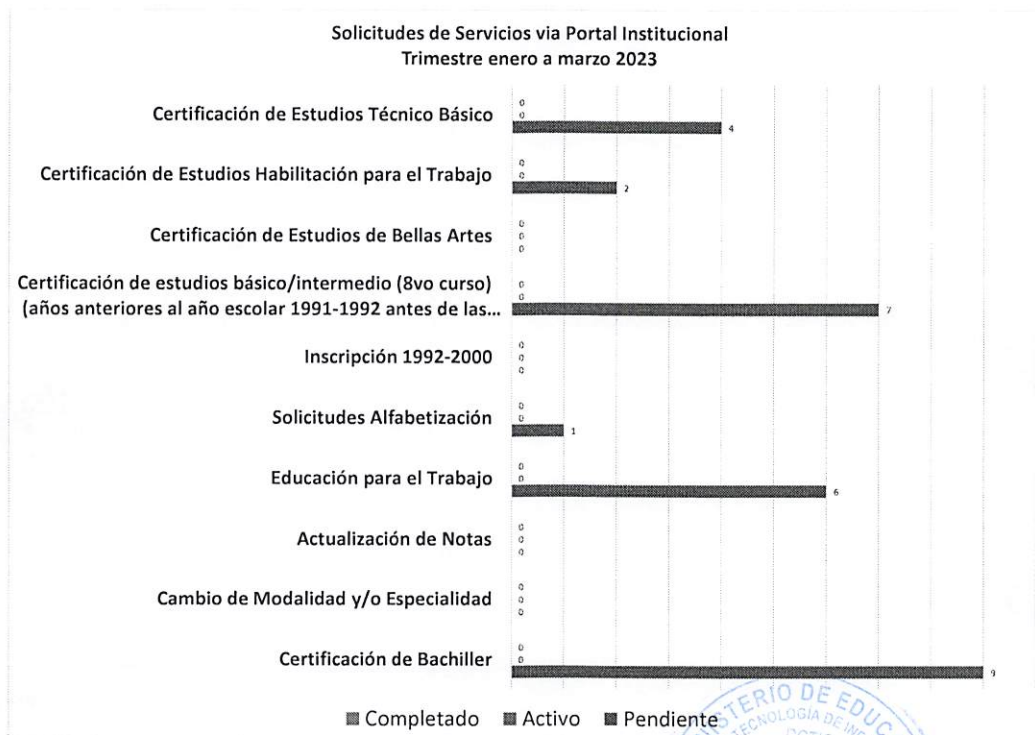 Solicitudes de Servicios via Portal Institucional
Trimestre enero a marzo 2023
Certificación de Estudios Técnico Básico
0
0
4
Certificación de Estudios Habilitación para el Trabajo
0
0
2
Certificación de Estudios de Bellas Artes
0
0
0
Certificación de estudios básico/intermedio (8vo curso)
(años anteriores al año escolar 1991-1992 antes de las...
0
0
7
Inscripción 1992-2000
0
0
0
Solicitudes Alfabetización
0
0
1
Educación para el Trabajo
0
0
6
Actualización de Notas
0
0
0
Cambio de Modalidad y/o Especialidad
0
0
0
Certificación de Bachiller
0
0
9
Completado Activo Pendiente
DE EDUC
TECNOLOGIA DE